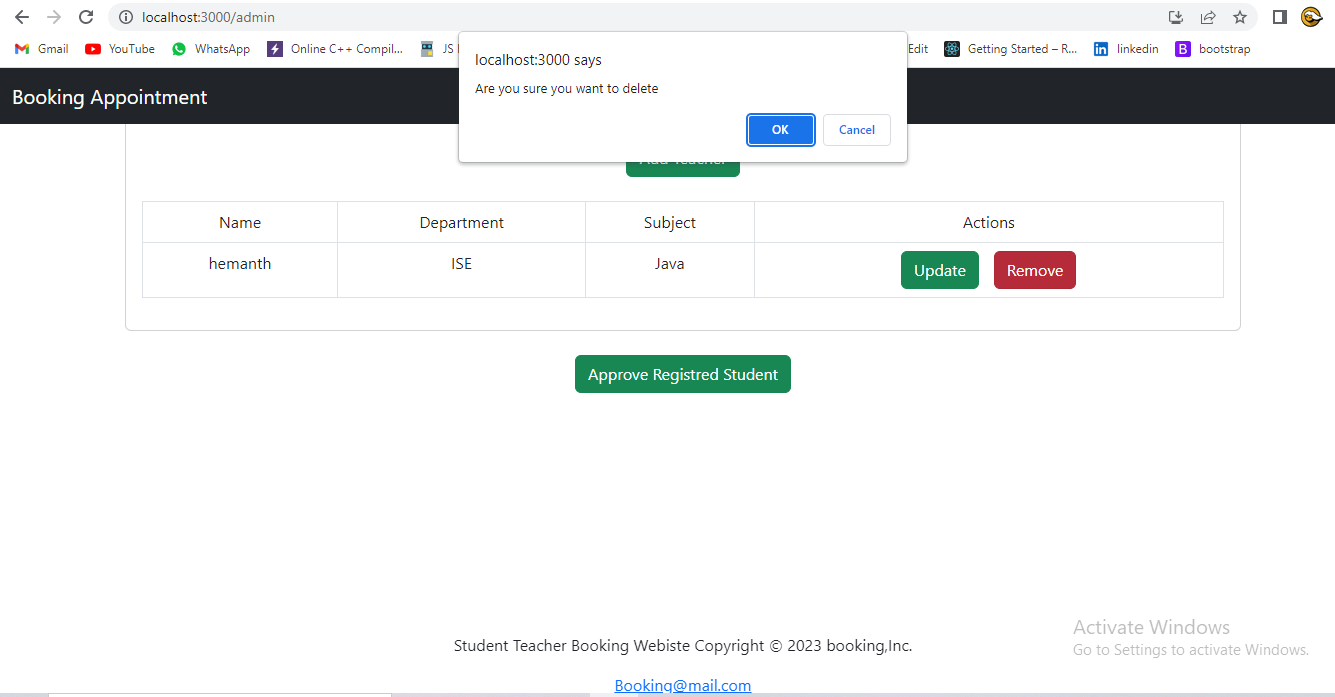 localhost:3000/admin
Gmail YouTube WhatsApp Online C++ Compil... JS Edit Getting Started – R... linkedin bootstrap
localhost:3000 says
Are you sure you want to delete
OK Cancel
Booking Appointment
Add Teacher
Name Department Subject Actions
hemanth ISE Java Update Remove
Approve Registred Student
Activate Windows
Go to Settings to activate Windows.
Student Teacher Booking Webiste Copyright © 2023 booking,Inc.
Booking@mail.com